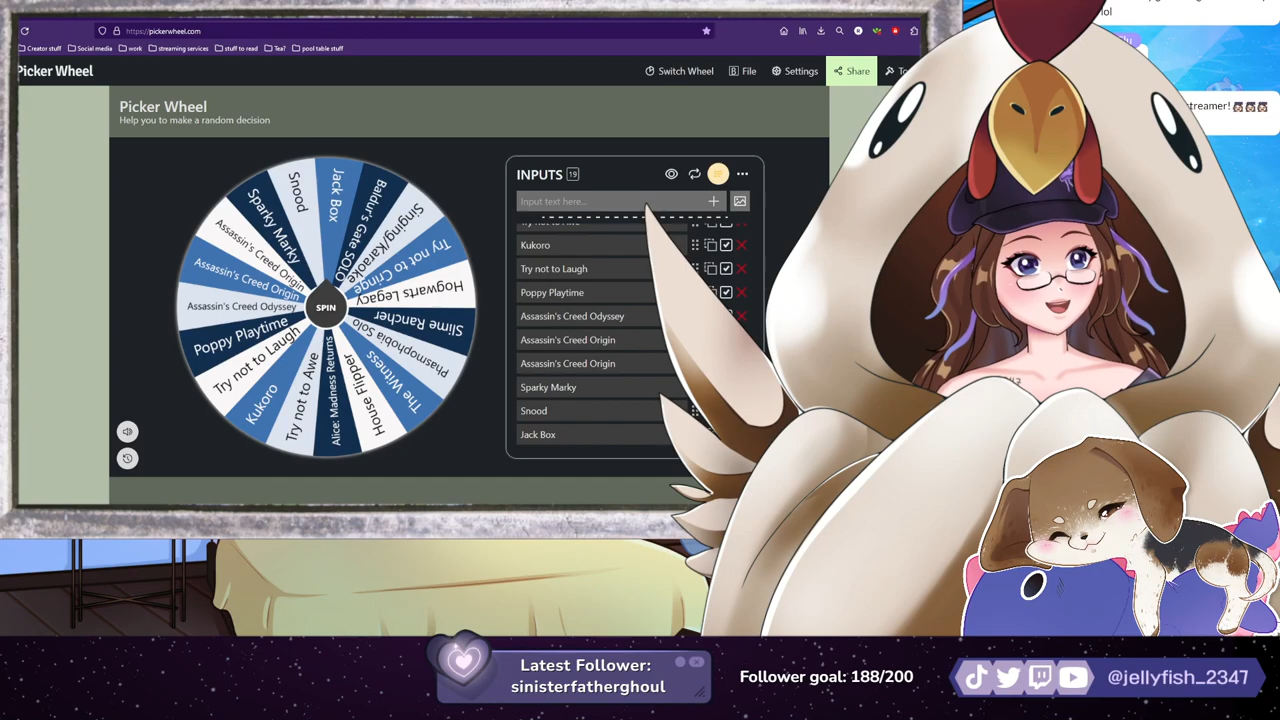 https://pickerwheel.com
Creator stuff
Social media
work
streaming services
stuff to read
Tea?
pool table stuff
Picker Wheel
Switch Wheel
File
Settings
Share
Picker Wheel
Help you to make a random decision
Jack Box
Baldur's Gate SOLO
Singing/Karaoke
Try not to Cringe
Hogwarts Legacy
Slime Rancher
Phasmophobia Solo
The Witness
House Flipper
Alice: Madness Returns
Try not to Awe
Kukoro
Try not to Laugh
Poppy Playtime
Assassin's Creed Odyssey
Assassin's Creed Origin
Assassin's Creed Origin
Sparky Marky
Snood
SPIN
INPUTS 19
Input text here...
Try not to Awe
Kukoro
Try not to Laugh
Poppy Playtime
Assassin's Creed Odyssey
Assassin's Creed Origin
Assassin's Creed Origin
Sparky Marky
Snood
Jack Box
lol
streamer!
Latest Follower:
sinisterfatherghoul
Follower goal: 188/200
@jellyfish_2347